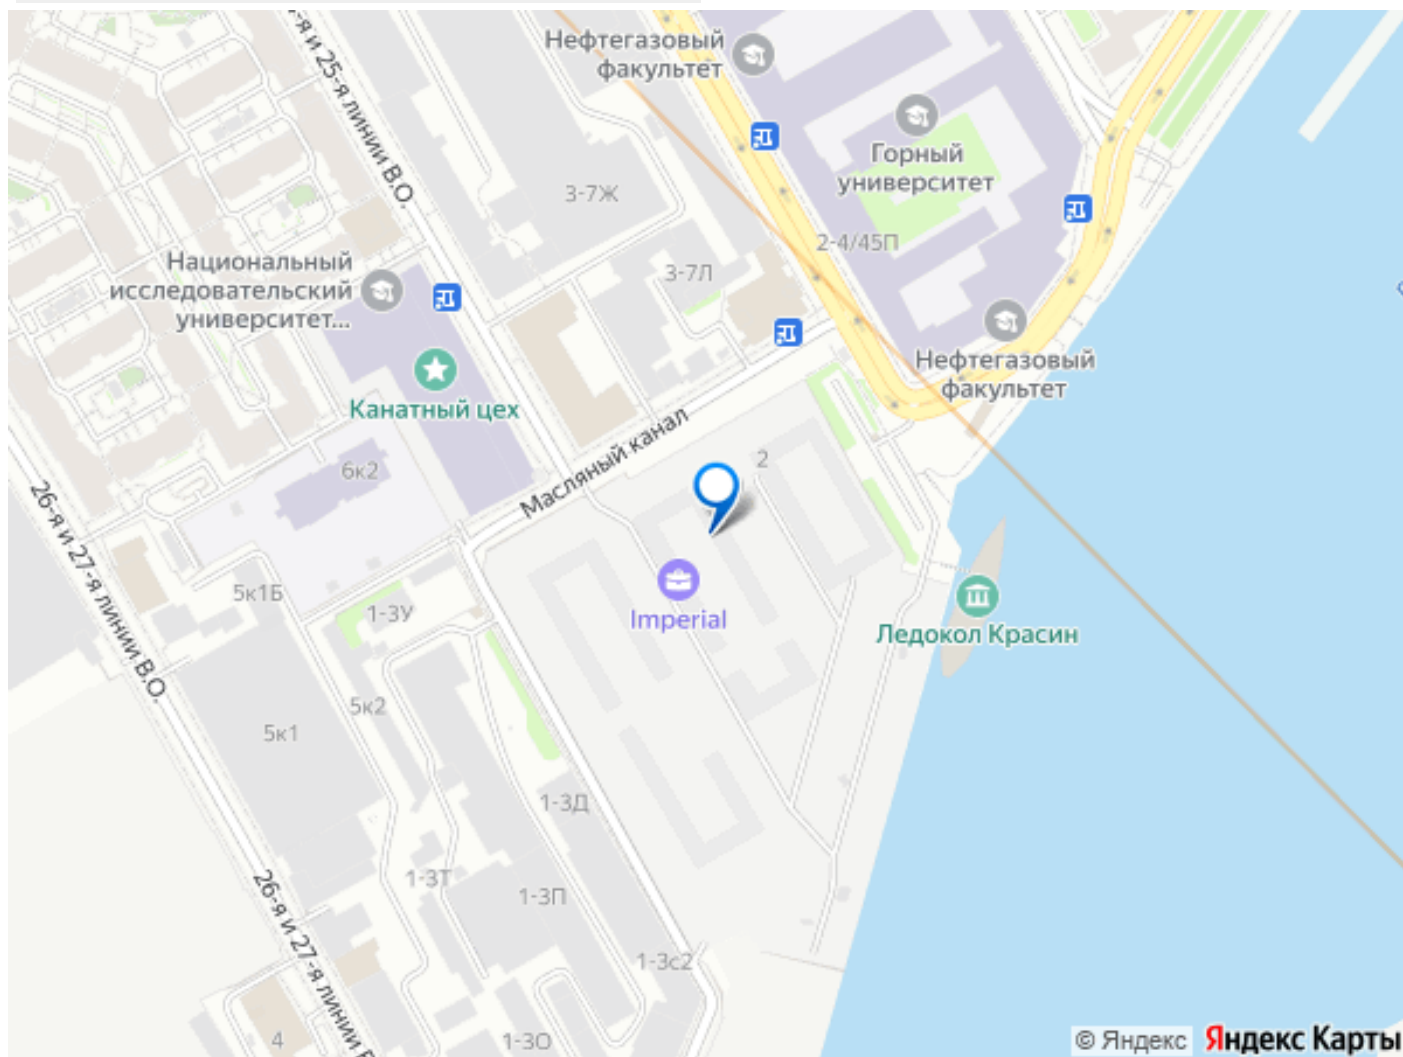 Нефтегазовый
факультет
-я и 25-я линии В.О.
Горный
университет
3-7Ж
2-4/45П
Национальный
исследовательский
университет...
3-7Л
Нефтегазовый
факультет
Канатный цех
Масляный канал
6к2
2
26-я и 27-я линии В.О.
5к1Б
1-3У
Imperial
Ледокол Красин
5к2
5к1
1-3Д
1-3Т
1-3П
26-я и 27-я линии В
1-3с2
4
1-3О
© Яндекс Яндекс Карты